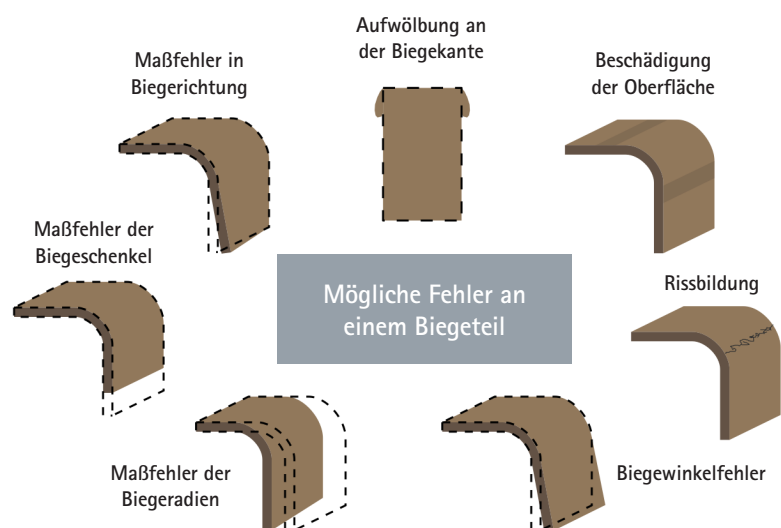 Aufwölbung an
der Biegekante
Maßfehler in
Biegerichtung
Beschädigung
der Oberfläche
Maßfehler der
Biegeschenkel
Mögliche Fehler an
einem Biegeteil
Rissbildung
Maßfehler der
Biegeradien
Biegewinkelfehler